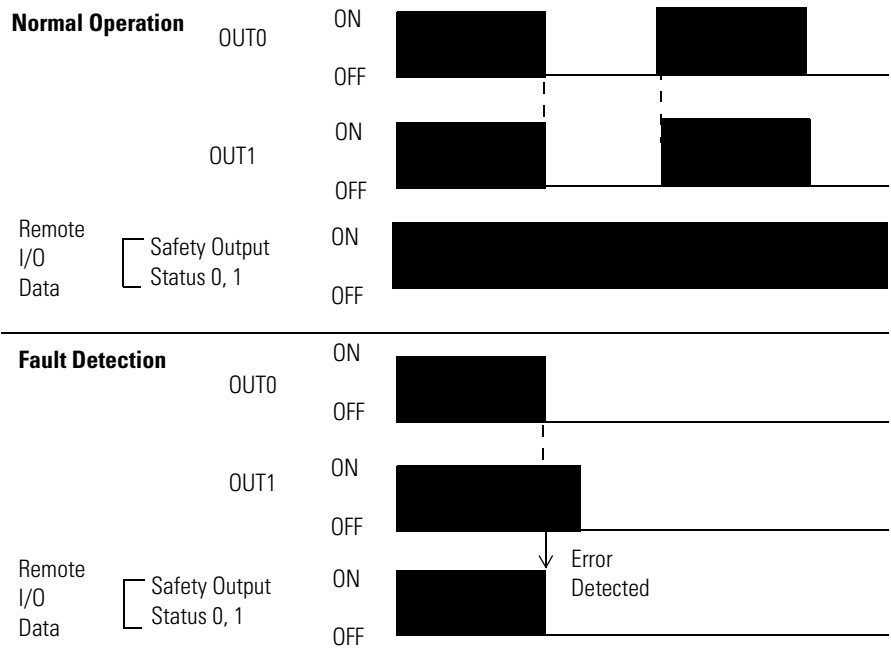 Normal Operation
OUT0
ON
OFF
OUT1
ON
OFF
Remote
I/O
Data
Safety Output
Status 0, 1
ON
OFF
Fault Detection
OUT0
ON
OFF
OUT1
ON
OFF
Error
Detected
Remote
I/O
Data
Safety Output
Status 0, 1
ON
OFF